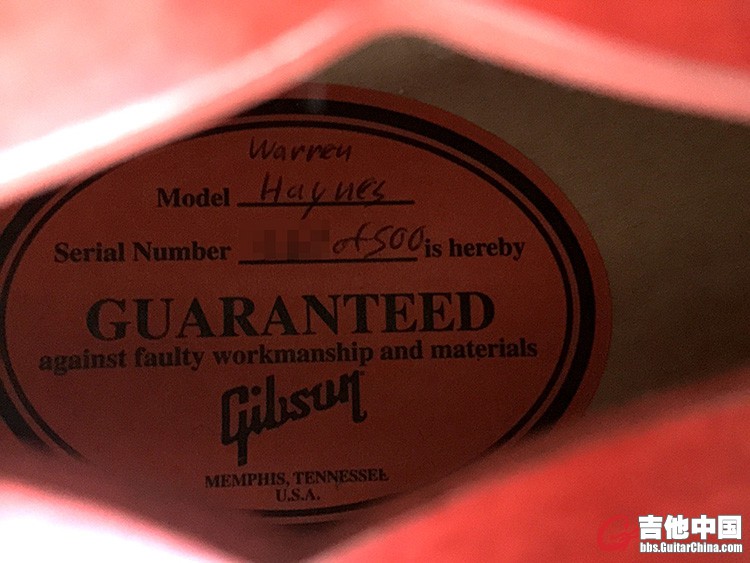 Warren
Model Haynes
Serial Number of 500 is hereby
GUARANTEED
against faulty workmanship and materials
Gibson
MEMPHIS, TENNESSEE
U.S.A.
吉他中国
bbs.GuitarChina.com